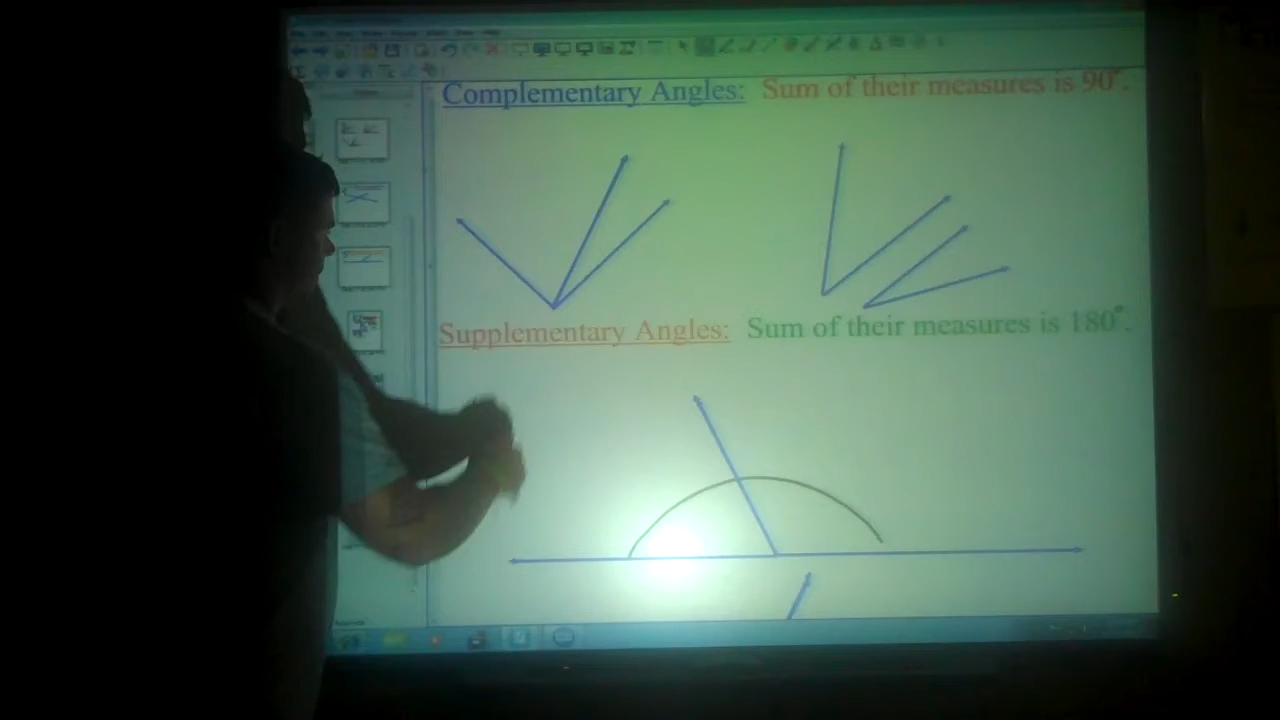 Complementary Angles: Sum of their measures is 90°.
Supplementary Angles: Sum of their measures is 180°.